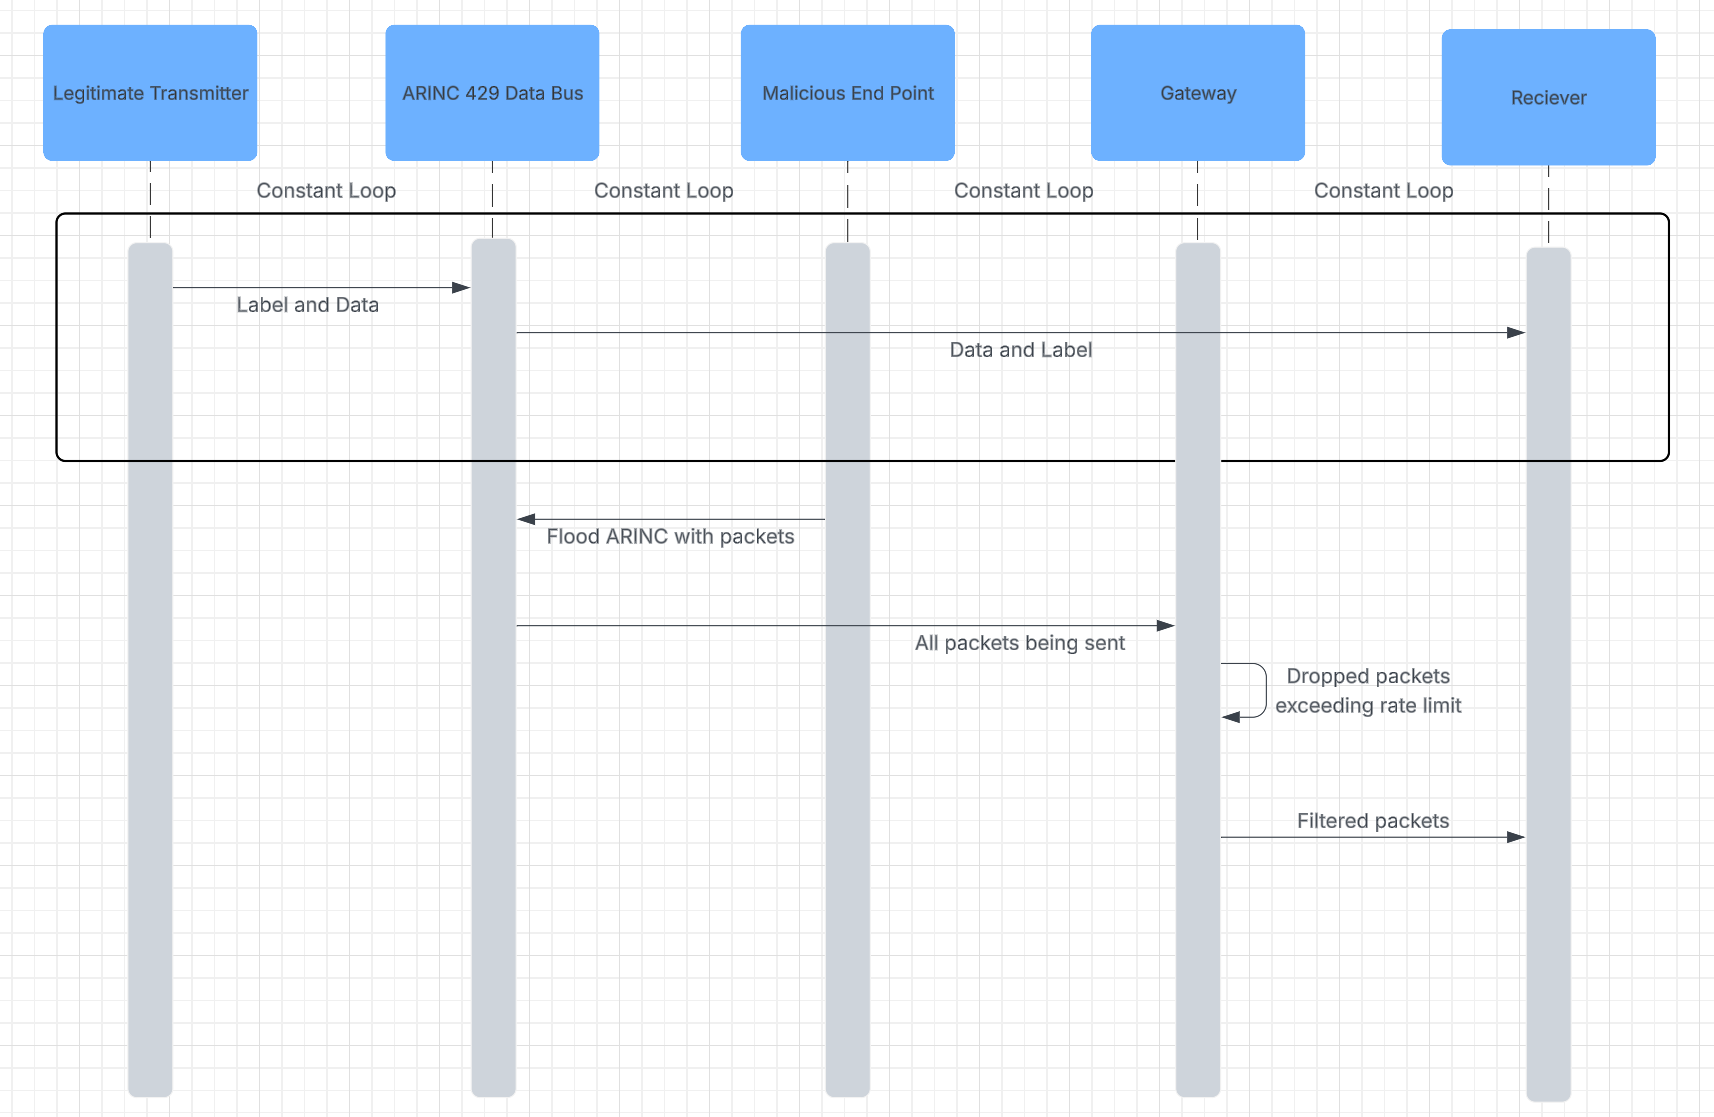 Legitimate Transmitter
ARINC 429 Data Bus
Malicious End Point
Gateway
Reciever
Constant Loop
Constant Loop
Constant Loop
Constant Loop
Label and Data
Data and Label
Flood ARINC with packets
All packets being sent
Dropped packets
exceeding rate limit
Filtered packets